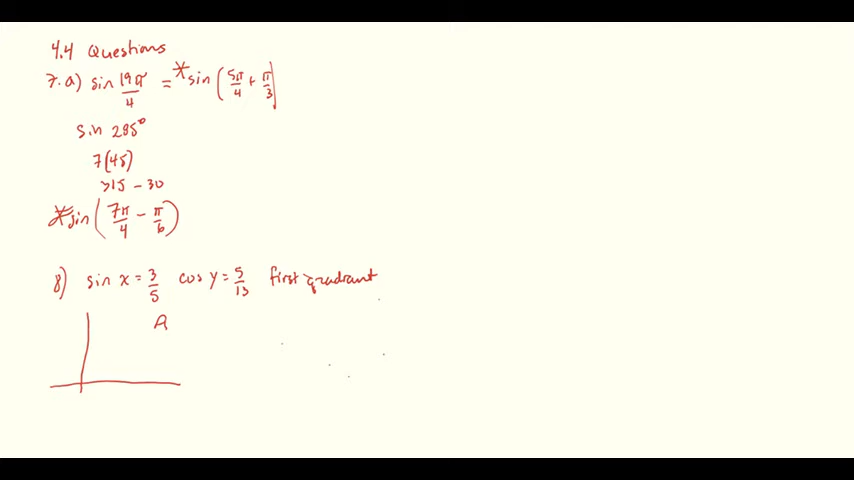 4.4 Questions
7. a) sin 19π/4 = *sin (5π/4 + π/3)
sin 285°
7(45)
315 - 30
*sin (7π/4 - π/6)
8) sin x = 3/5 cos y = 5/13 first quadrant
A